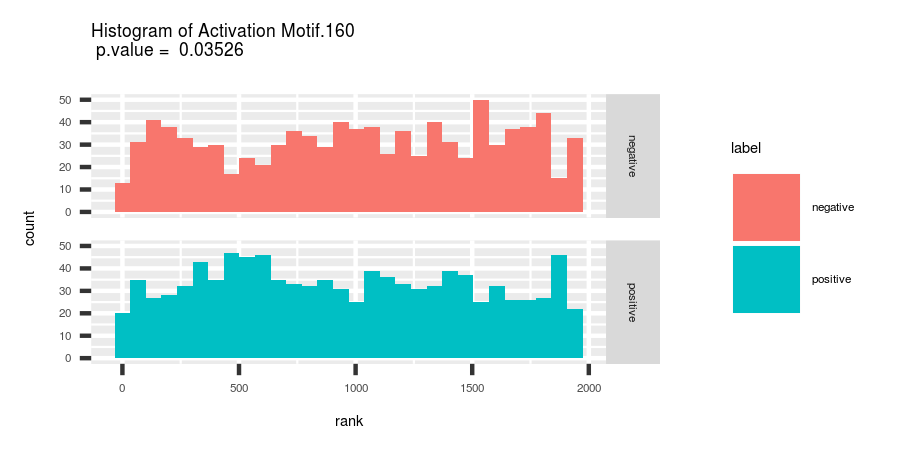 Histogram of Activation Motif.160
p.value =  0.03526
count
50
40
30
20
10
0
negative
50
40
30
20
10
0
positive
0
500
1000
1500
2000
rank
label
negative
positive